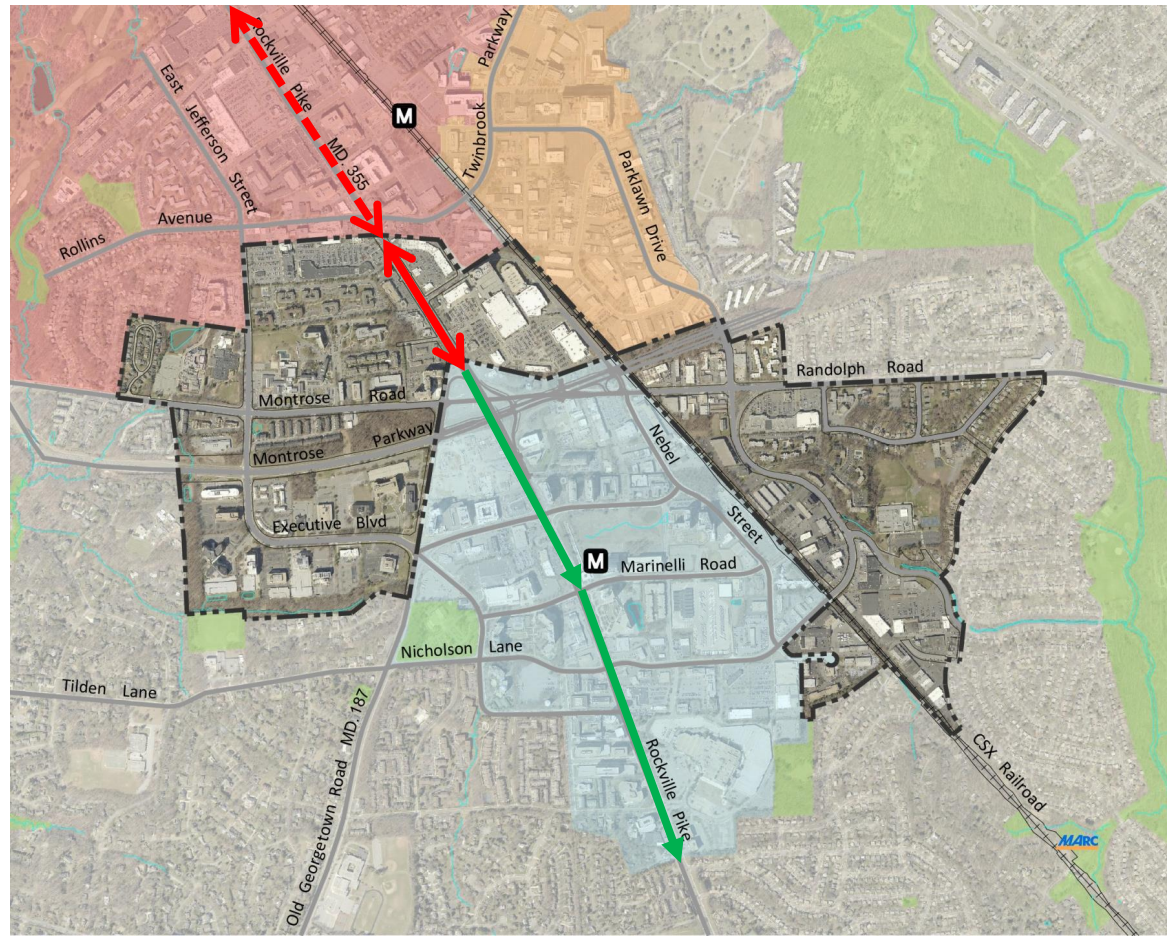 Rockville Pike MD. 355
East Jefferson Street
M
Twinbrook Parkway
Parklawn Drive
Rollins Avenue
Montrose Road
Randolph Road
Montrose Parkway
Nebel Street
Executive Blvd
M
Marinelli Road
Nicholson Lane
Tilden Lane
Old Georgetown Road MD. 187
Rockville Pike
CSX Railroad
MARC